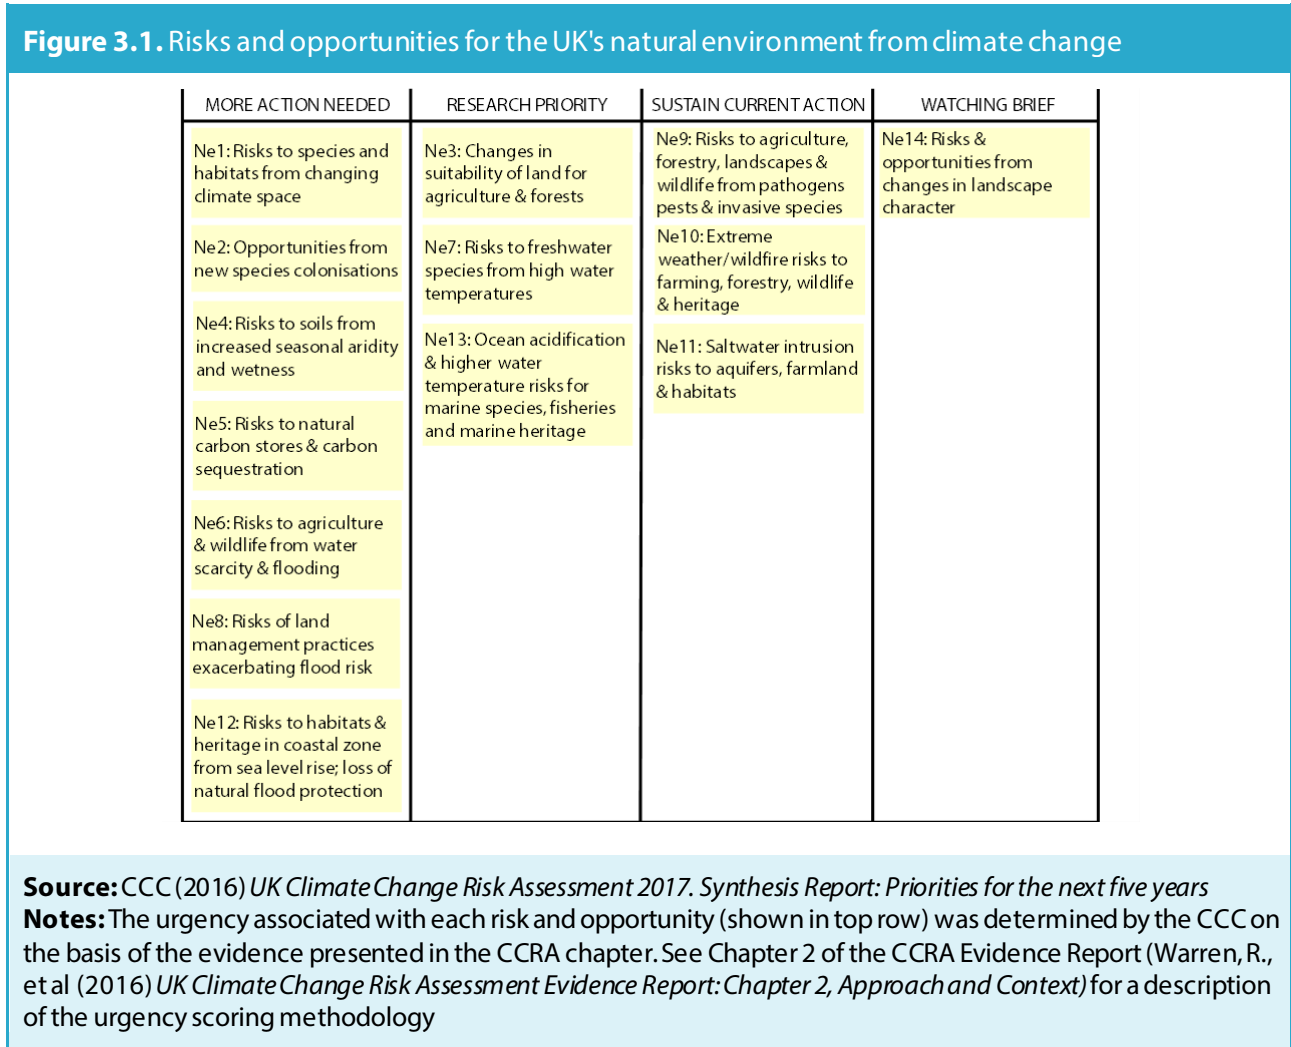 Figure 3.1. Risks and opportunities for the UK's natural environment from climate change
MORE ACTION NEEDED
Ne1: Risks to species and
habitats from changing
climate space
Ne2: Opportunities from
new species colonisations
Ne4: Risks to soils from
increased seasonal aridity
and wetness
Ne5: Risks to natural
carbon stores & carbon
sequestration
Ne6: Risks to agriculture
& wildlife from water
scarcity & flooding
Ne8: Risks of land
management practices
exacerbating flood risk
Ne12: Risks to habitats &
heritage in coastal zone
from sea level rise; loss of
natural flood protection
RESEARCH PRIORITY
Ne3: Changes in
suitability of land for
agriculture & forests
Ne7: Risks to freshwater
species from high water
temperatures
Ne13: Ocean acidification
& higher water
temperature risks for
marine species, fisheries
and marine heritage
SUSTAIN CURRENT ACTION
Ne9: Risks to agriculture,
forestry, landscapes &
wildlife from pathogens
pests & invasive species
Ne10: Extreme
weather/wildfire risks to
farming, forestry, wildlife
& heritage
Ne11: Saltwater intrusion
risks to aquifers, farmland
& habitats
WATCHING BRIEF
Ne14: Risks &
opportunities from
changes in landscape
character
Source: CCC (2016) UK Climate Change Risk Assessment 2017. Synthesis Report: Priorities for the next five years
Notes: The urgency associated with each risk and opportunity (shown in top row) was determined by the CCC on
the basis of the evidence presented in the CCRA chapter. See Chapter 2 of the CCRA Evidence Report (Warren, R.,
et al (2016) UK Climate Change Risk Assessment Evidence Report: Chapter 2, Approach and Context) for a description
of the urgency scoring methodology